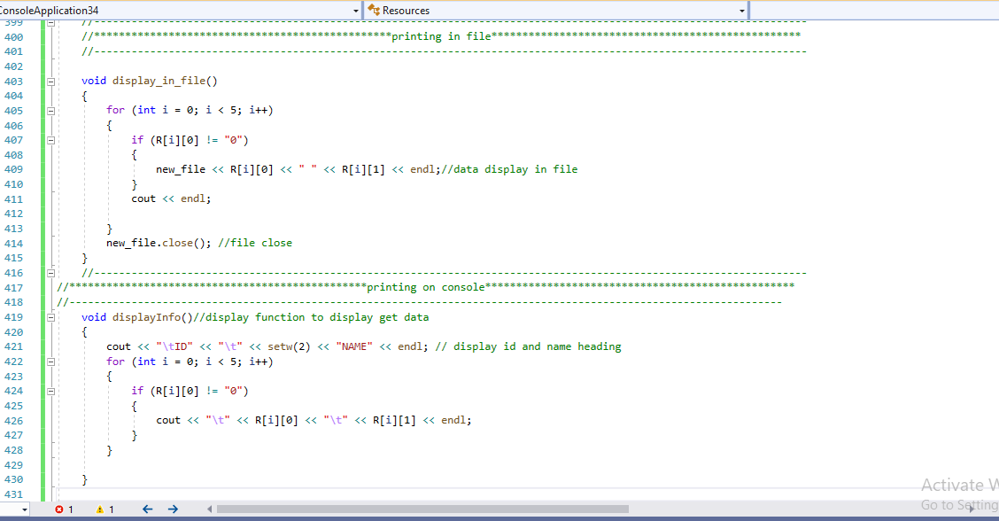 ConsoleApplication34 Resources
399 //-------------------------------------------------------------------------------------------------------------------
400 //************************************************printing in file**************************************************
401 //-------------------------------------------------------------------------------------------------------------------
402
403 void display_in_file()
404 {
405 for (int i = 0; i < 5; i++)
406 {
407 if (R[i][0] != "0")
408 {
409 new_file << R[i][0] << " " << R[i][1] << endl;//data display in file
410 }
411 cout << endl;
412
413 }
414 new_file.close(); //file close
415 }
416 //-------------------------------------------------------------------------------------------------------------------
417 //************************************************printing on console**************************************************
418 //-------------------------------------------------------------------------------------------------------------------
419 void displayInfo()//display function to display get data
420 {
421 cout << "\tID" << "\t" << setw(2) << "NAME" << endl; // display id and name heading
422 for (int i = 0; i < 5; i++)
423 {
424 if (R[i][0] != "0")
425 {
426 cout << "\t" << R[i][0] << "\t" << R[i][1] << endl;
427 }
428 }
429
430 }
431
Activate W
Go to Setting
1 1